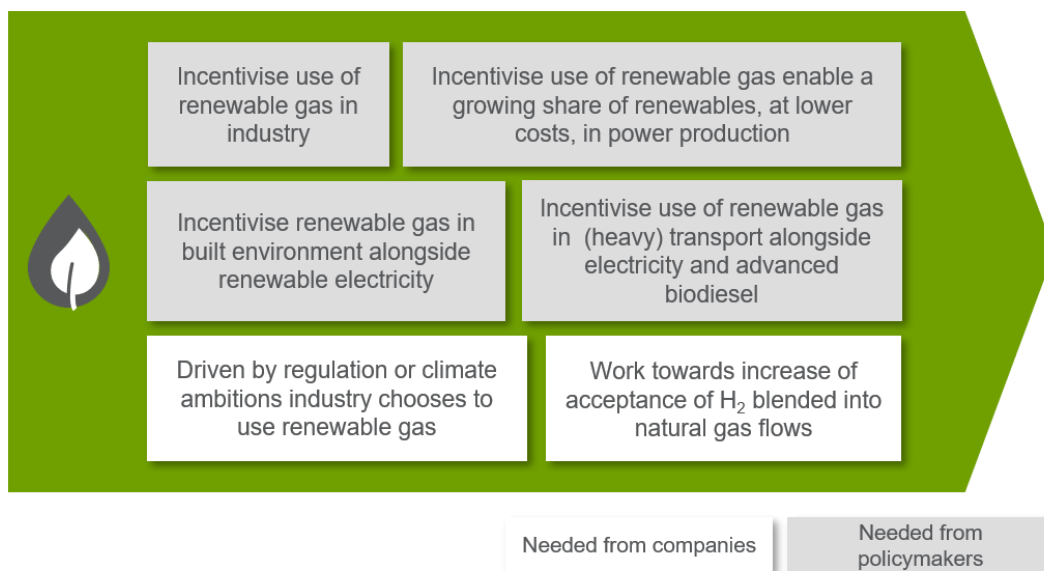 Incentivise use of
renewable gas in
industry
Incentivise use of renewable gas enable a
growing share of renewables, at lower
costs, in power production
Incentivise renewable gas in
built environment alongside
renewable electricity
Incentivise use of renewable gas
in (heavy) transport alongside
electricity and advanced
biodiesel
Driven by regulation or climate
ambitions industry chooses to
use renewable gas
Work towards increase of
acceptance of H₂ blended into
natural gas flows
Needed from companies
Needed from
policymakers